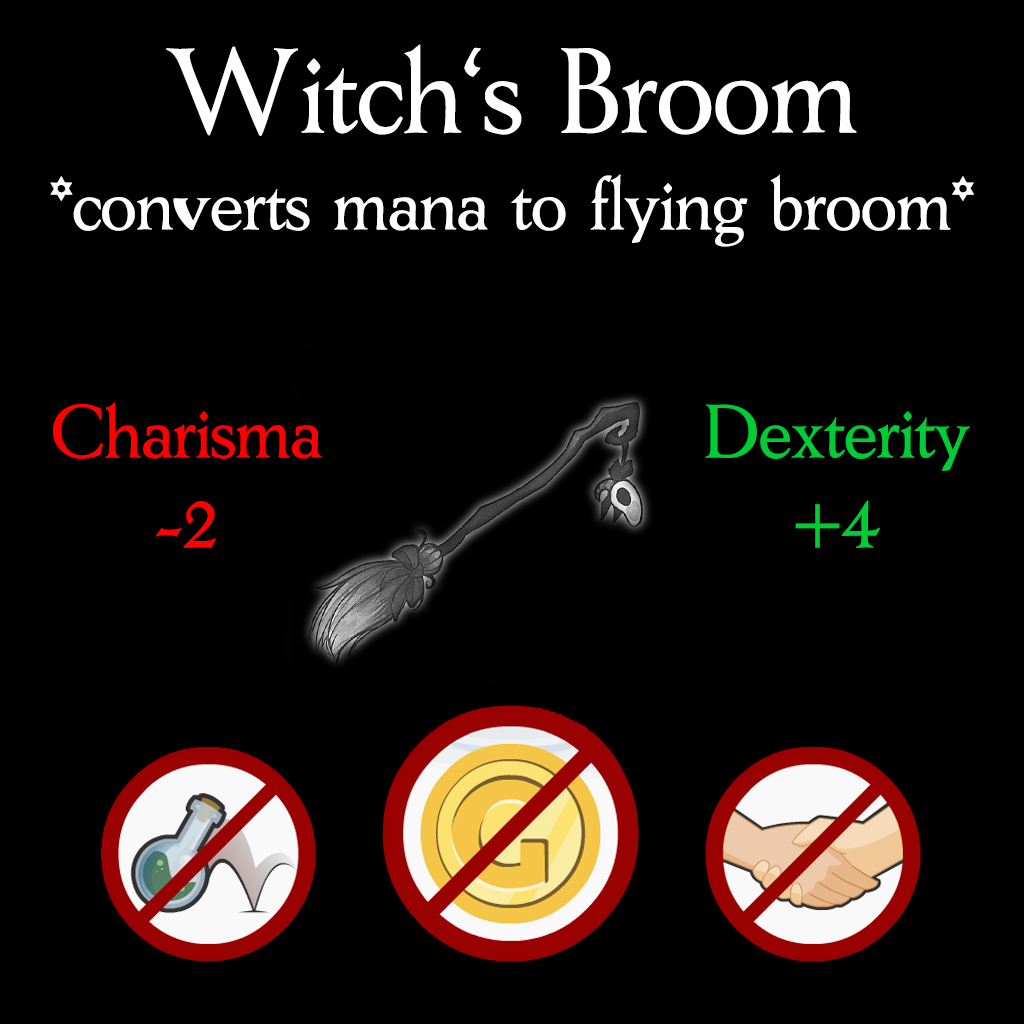 Witch‘s Broom
*converts mana to flying broom*
Charisma
-2
Dexterity
+4
G